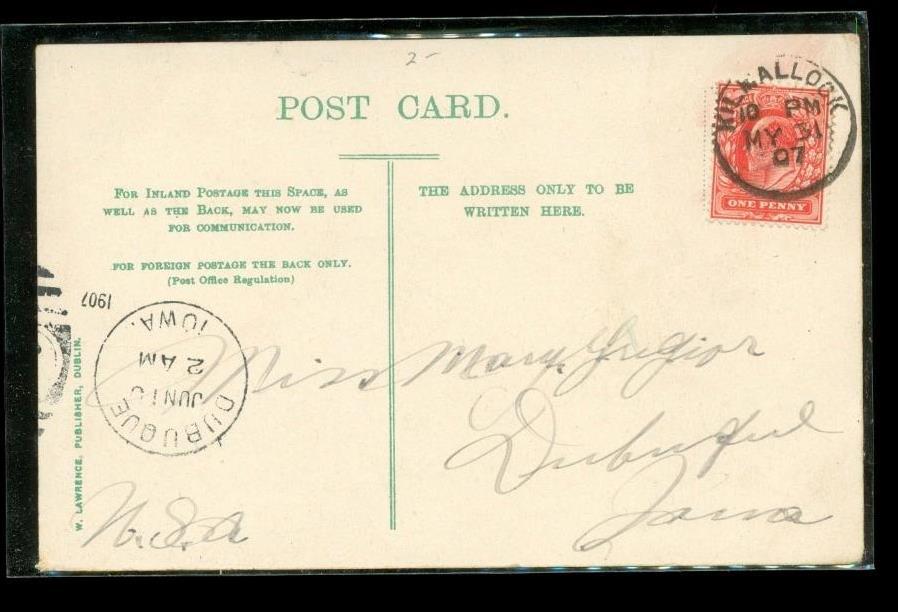 2-
POST CARD.
FOR INLAND POSTAGE THIS SPACE, AS
WELL AS THE BACK, MAY NOW BE USED
FOR COMMUNICATION.
FOR FOREIGN POSTAGE THE BACK ONLY.
(Post Office Regulation)
THE ADDRESS ONLY TO BE
WRITTEN HERE.
KILMALLOCK
10 PM
MY 31
07
ONE PENNY
1907
DUBUQUE
JUN 10
2 AM
IOWA.
W. LAWRENCE, PUBLISHER, DUBLIN.
Miss Mary
Dubuque
Iowa
U.S.A